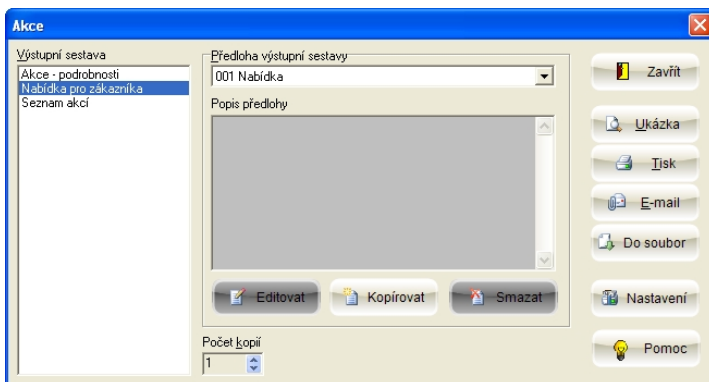 Akce
Výstupní sestava
Akce - podrobnosti
Nabídka pro zákazníka
Seznam akcí
Předloha výstupní sestavy
001 Nabídka
Popis předlohy
Editovat
Kopírovat
Smazat
Počet kopií
1
Zavřít
Ukázka
Tisk
E-mail
Do soubor
Nastavení
Pomoc